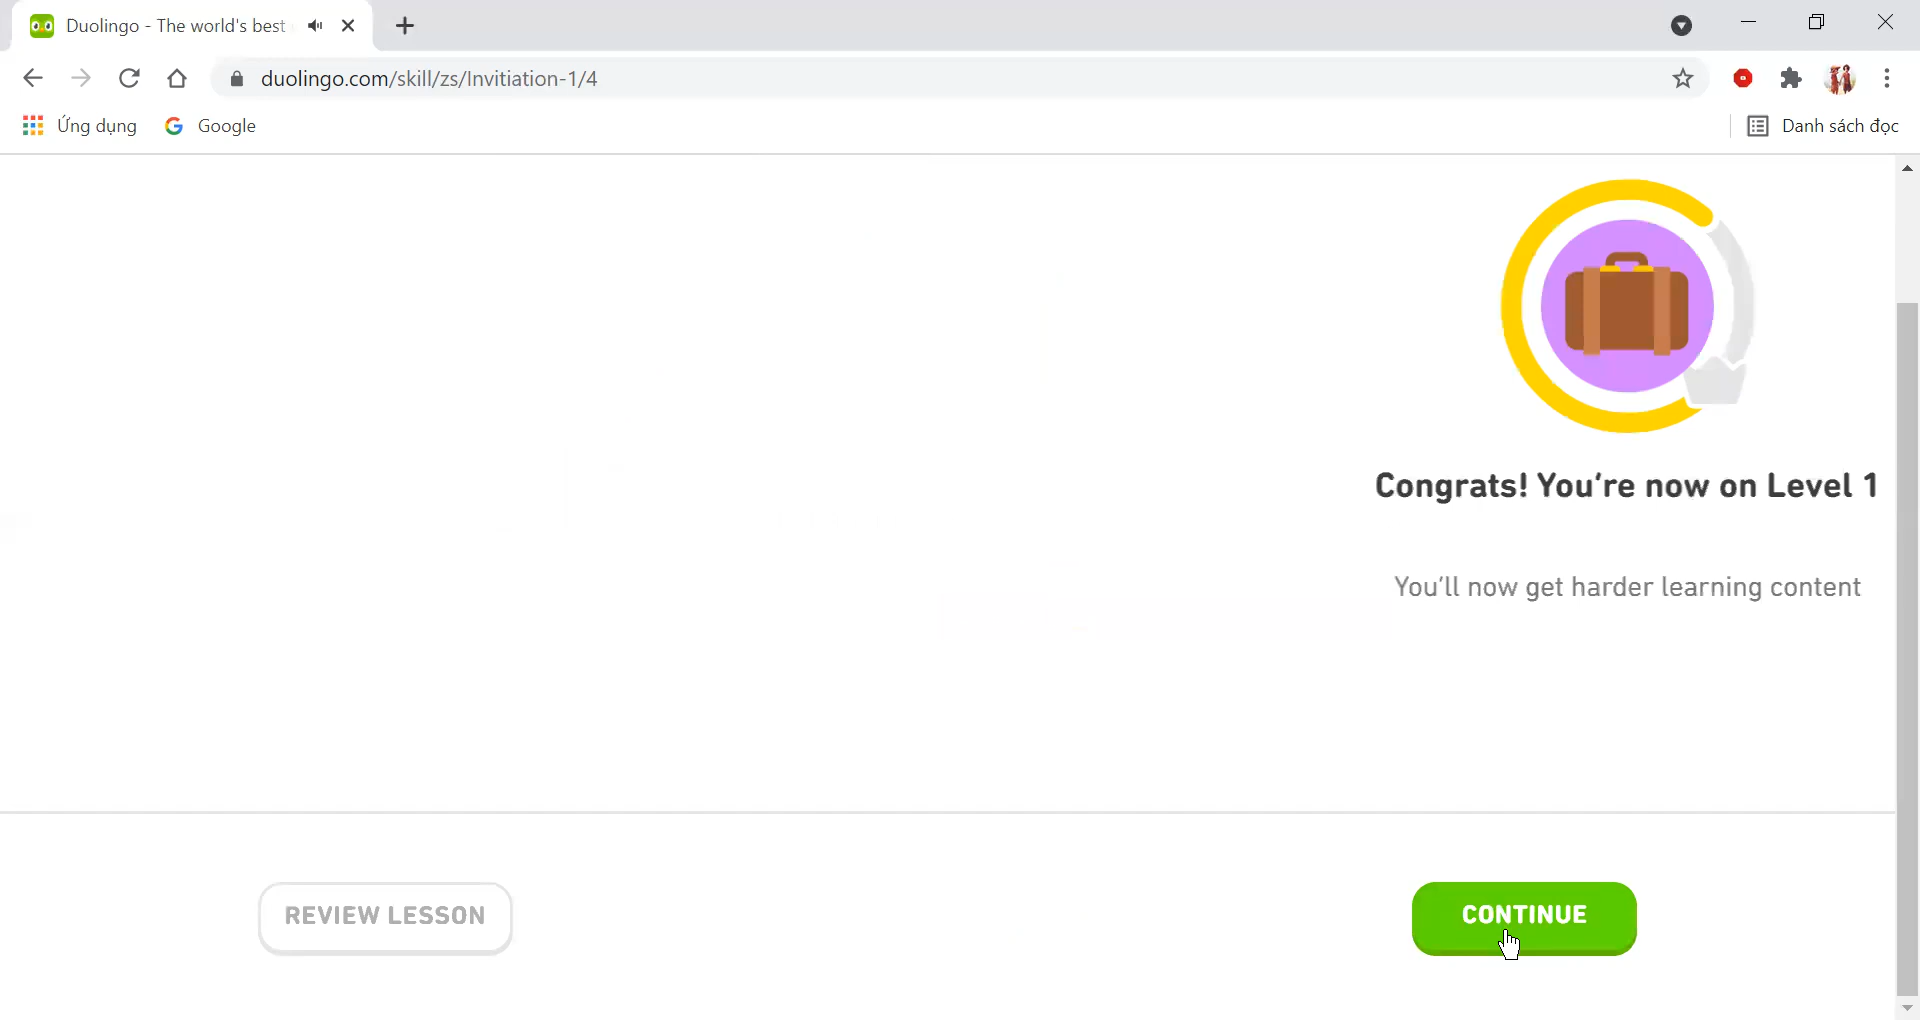 Duolingo - The world's best
duolingo.com/skill/zs/Invitiation-1/4
Ứng dụng
Google
Danh sách đọc
Congrats! You're now on Level 1
You'll now get harder learning content
REVIEW LESSON
CONTINUE